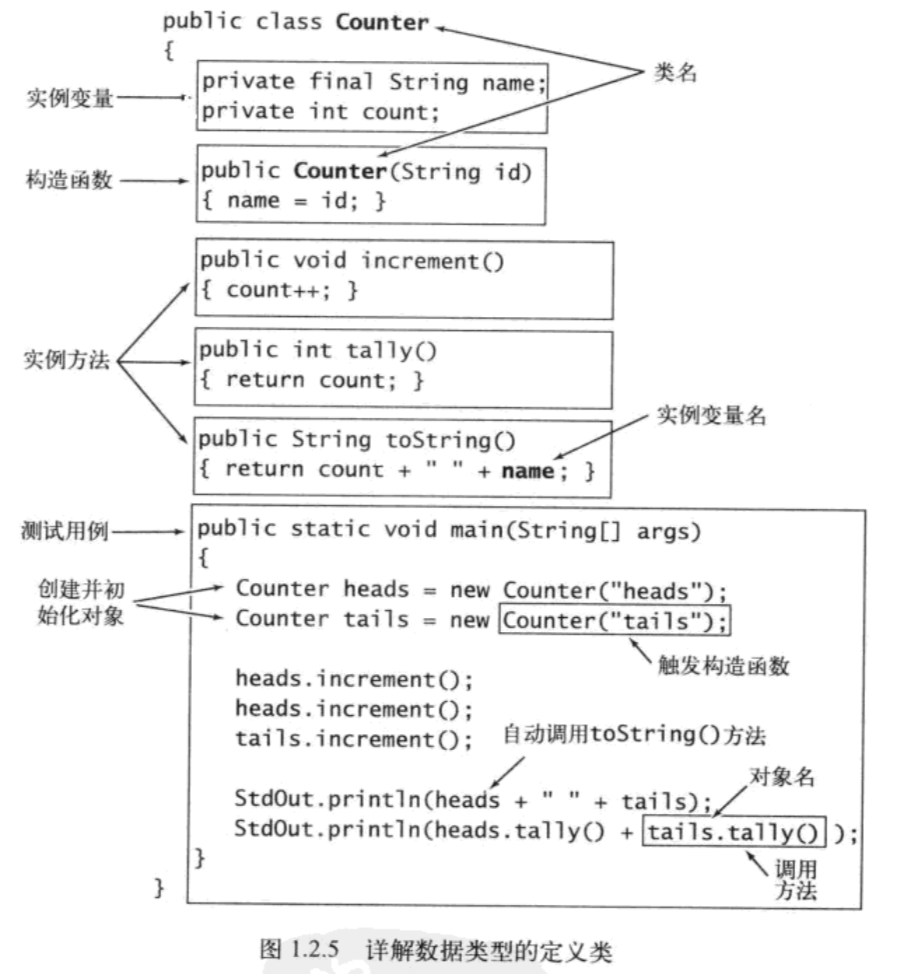 public class Counter
{
类名
实例变量
private final String name;
private int count;
构造函数
public Counter(String id)
{ name = id; }
public void increment()
{ count++; }
实例方法
public int tally()
{ return count; }
实例变量名
public String toString()
{ return count + " " + name; }
测试用例
public static void main(String[] args)
{
创建并初
始化对象
Counter heads = new Counter("heads");
Counter tails = new Counter("tails");
触发构造函数
heads.increment();
heads.increment();
tails.increment();
自动调用toString()方法
对象名
StdOut.println(heads + " " + tails);
StdOut.println(heads.tally() + tails.tally() );
调用
方法
}
}
图 1.2.5 详解数据类型的定义类